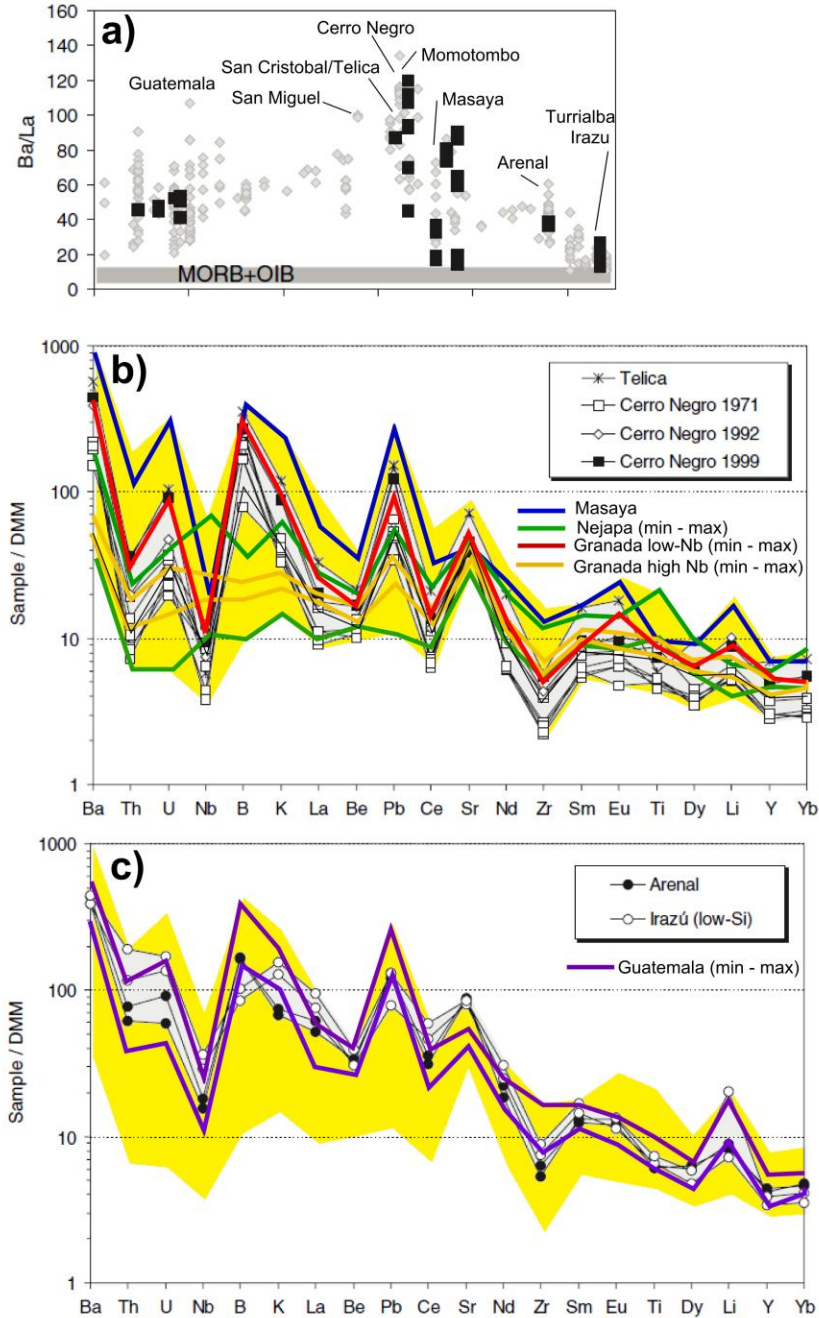 a)
160
140
120
100
80
60
40
20
0
Ba/La
Guatemala
San Miguel
San Cristobal/Telica
Cerro Negro
Momotombo
Masaya
Arenal
Turrialba
Irazu
MORB+OIB
b)
1000
100
10
1
Sample / DMM
Telica
Cerro Negro 1971
Cerro Negro 1992
Cerro Negro 1999
Masaya
Nejapa (min - max)
Granada low-Nb (min - max)
Granada high Nb (min - max)
Ba Th U Nb B K La Be Pb Ce Sr Nd Zr Sm Eu Ti Dy Li Y Yb
c)
1000
100
10
1
Sample / DMM
Arenal
Irazú (low-Si)
Guatemala (min - max)
Ba Th U Nb B K La Be Pb Ce Sr Nd Zr Sm Eu Ti Dy Li Y Yb